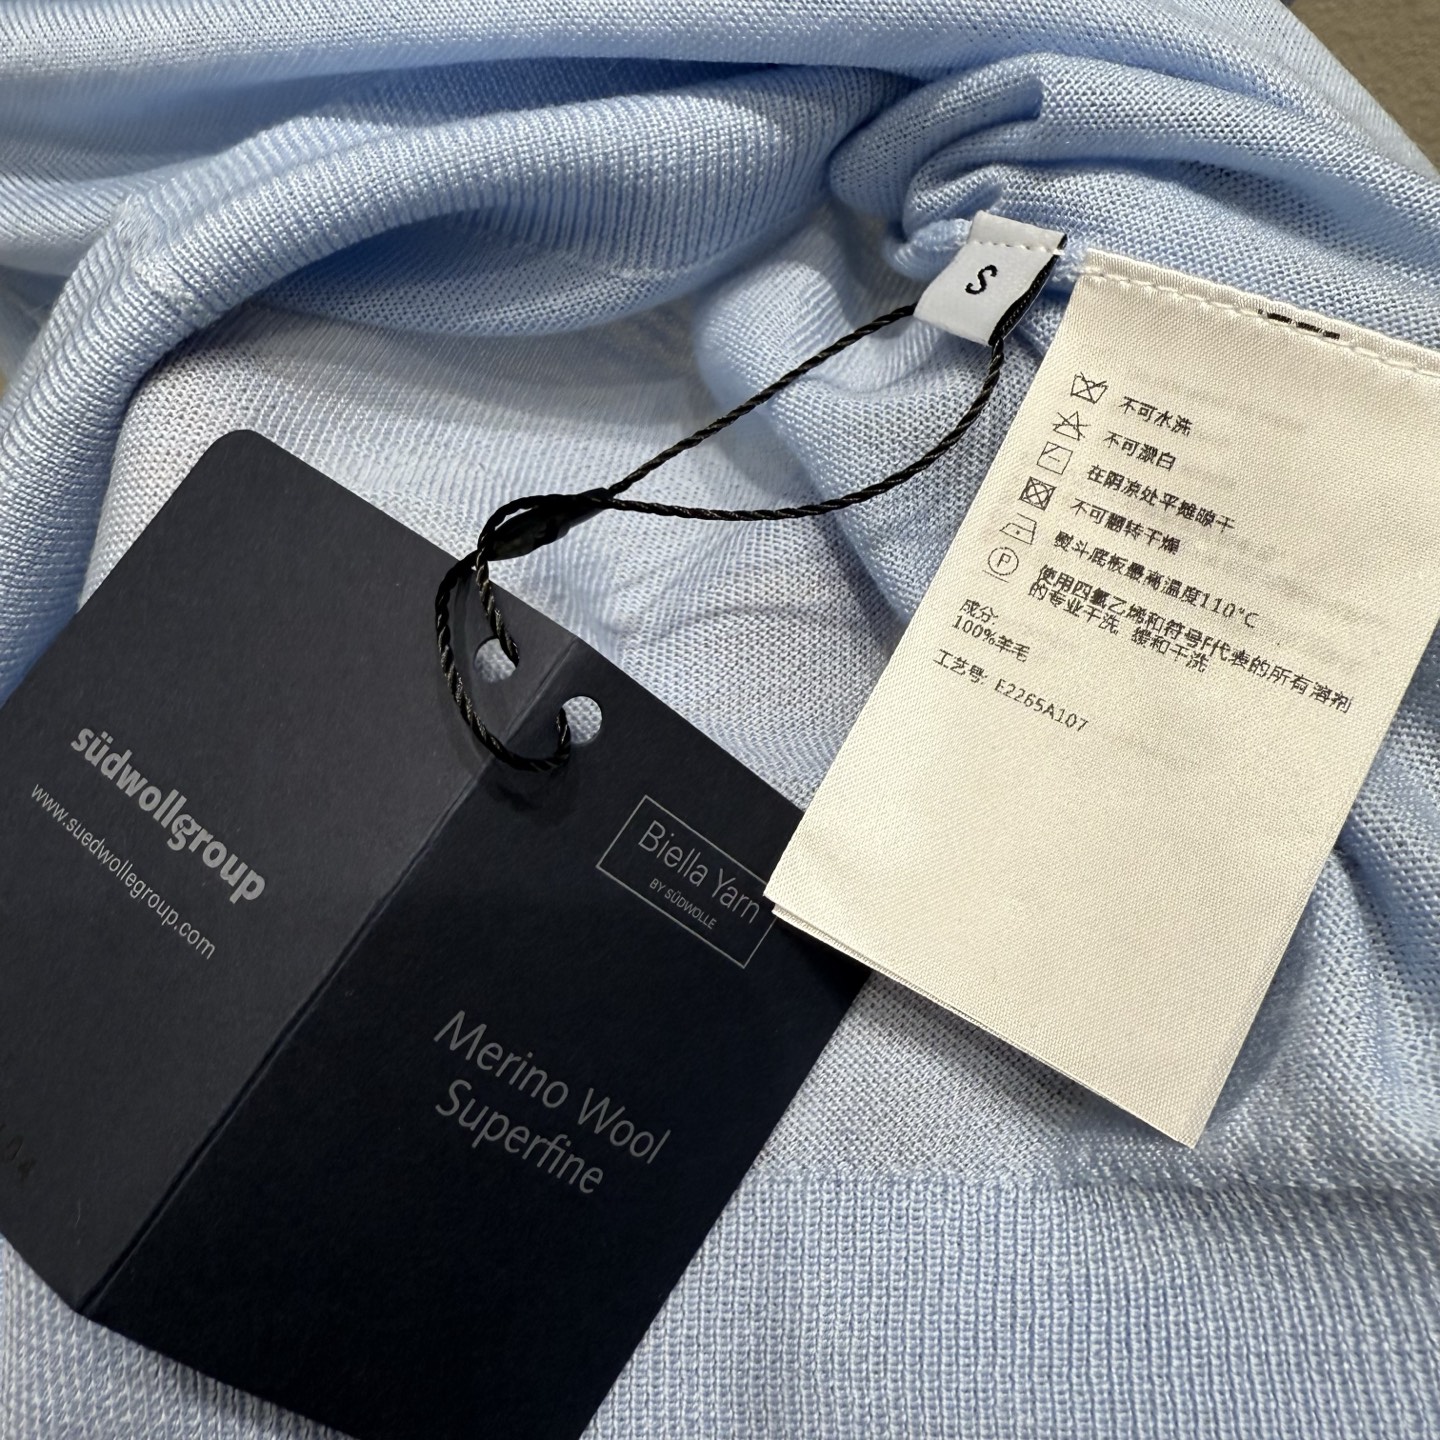 S
不可水洗
不可漂白
在阴凉处平摊晾干
不可翻转干燥
熨斗底板最高温度110°C
P
使用四氯乙烯和符号F代表的所有溶剂
的专业干洗 缓和干洗
成分:
100%羊毛
工艺号: E2265A107
südwollegroup
www.suedwollegroup.com
Biella Yarn
BY SÜDWOLLE
Merino Wool
Superfine